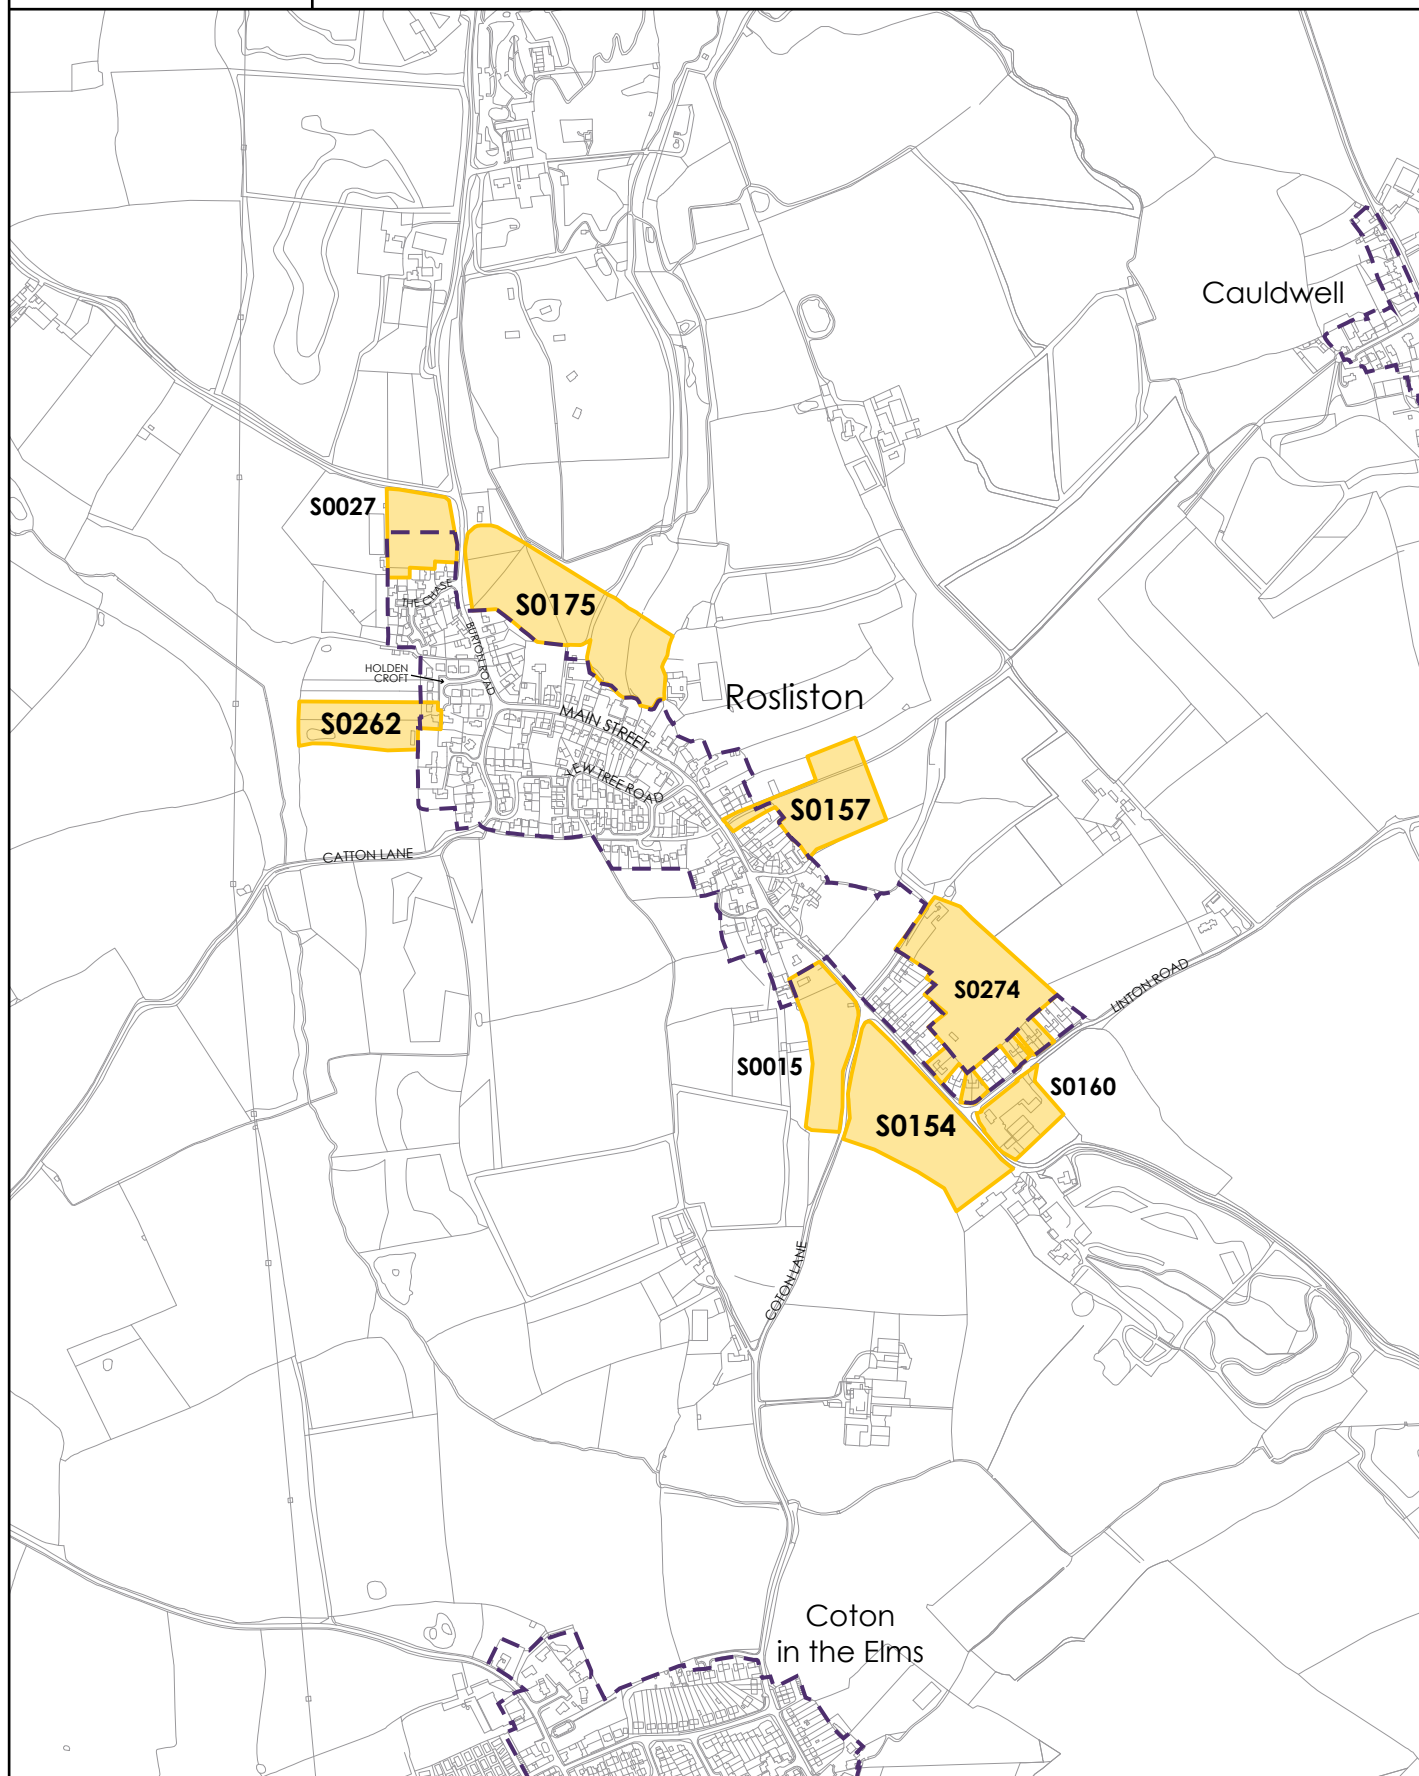 Cauldwell
S0027
THE CHASE
S0175
BURTON ROAD
HOLDEN
CROFT
S0262
Rosliston
MAIN STREET
YEW TREE ROAD
S0157
CATTON LANE
S0274
LINTON ROAD
S0015
S0160
S0154
COTON LANE
Coton
in the Elms